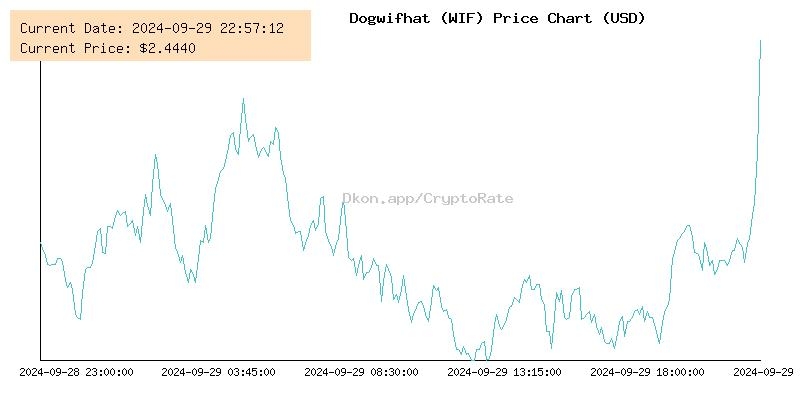 Dogwifhat (WIF) Price Chart (USD)
Current Date: 2024-09-29 22:57:12
Current Price: $2.4440
Dkon.app/CryptoRate
2024-09-28 23:00:00 2024-09-29 03:45:00 2024-09-29 08:30:00 2024-09-29 13:15:00 2024-09-29 18:00:00 2024-09-29